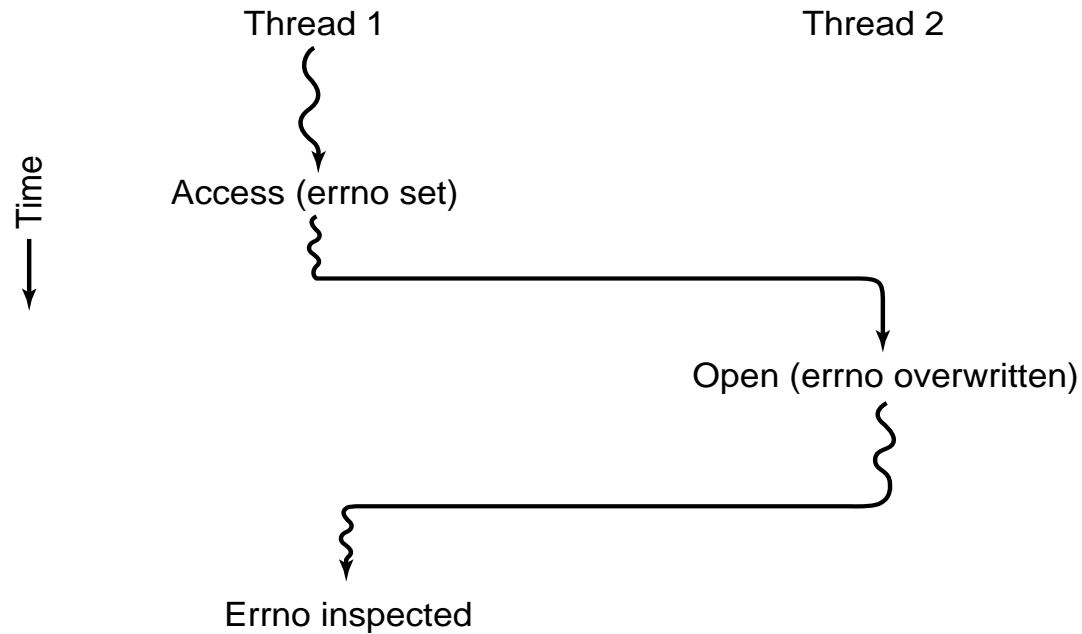 Thread 1
Thread 2
Access (errno set)
Time
Open (errno overwritten)
Errno inspected